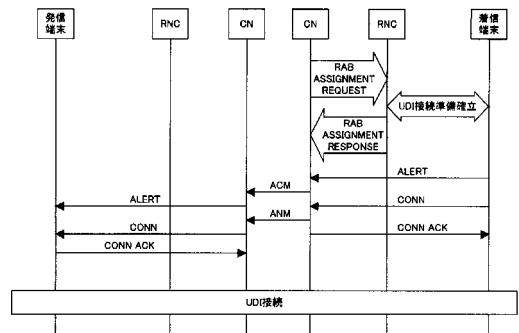 発信
端末
RNC
CN
CN
RNC
着信
端末
RAB
ASSIGNMENT
REQUEST
UDI接続準備確立
RAB
ASSIGNMENT
RESPONSE
ALERT
ACM
ALERT
CONN
ANM
CONN
CONN ACK
CONN ACK
UDI接続